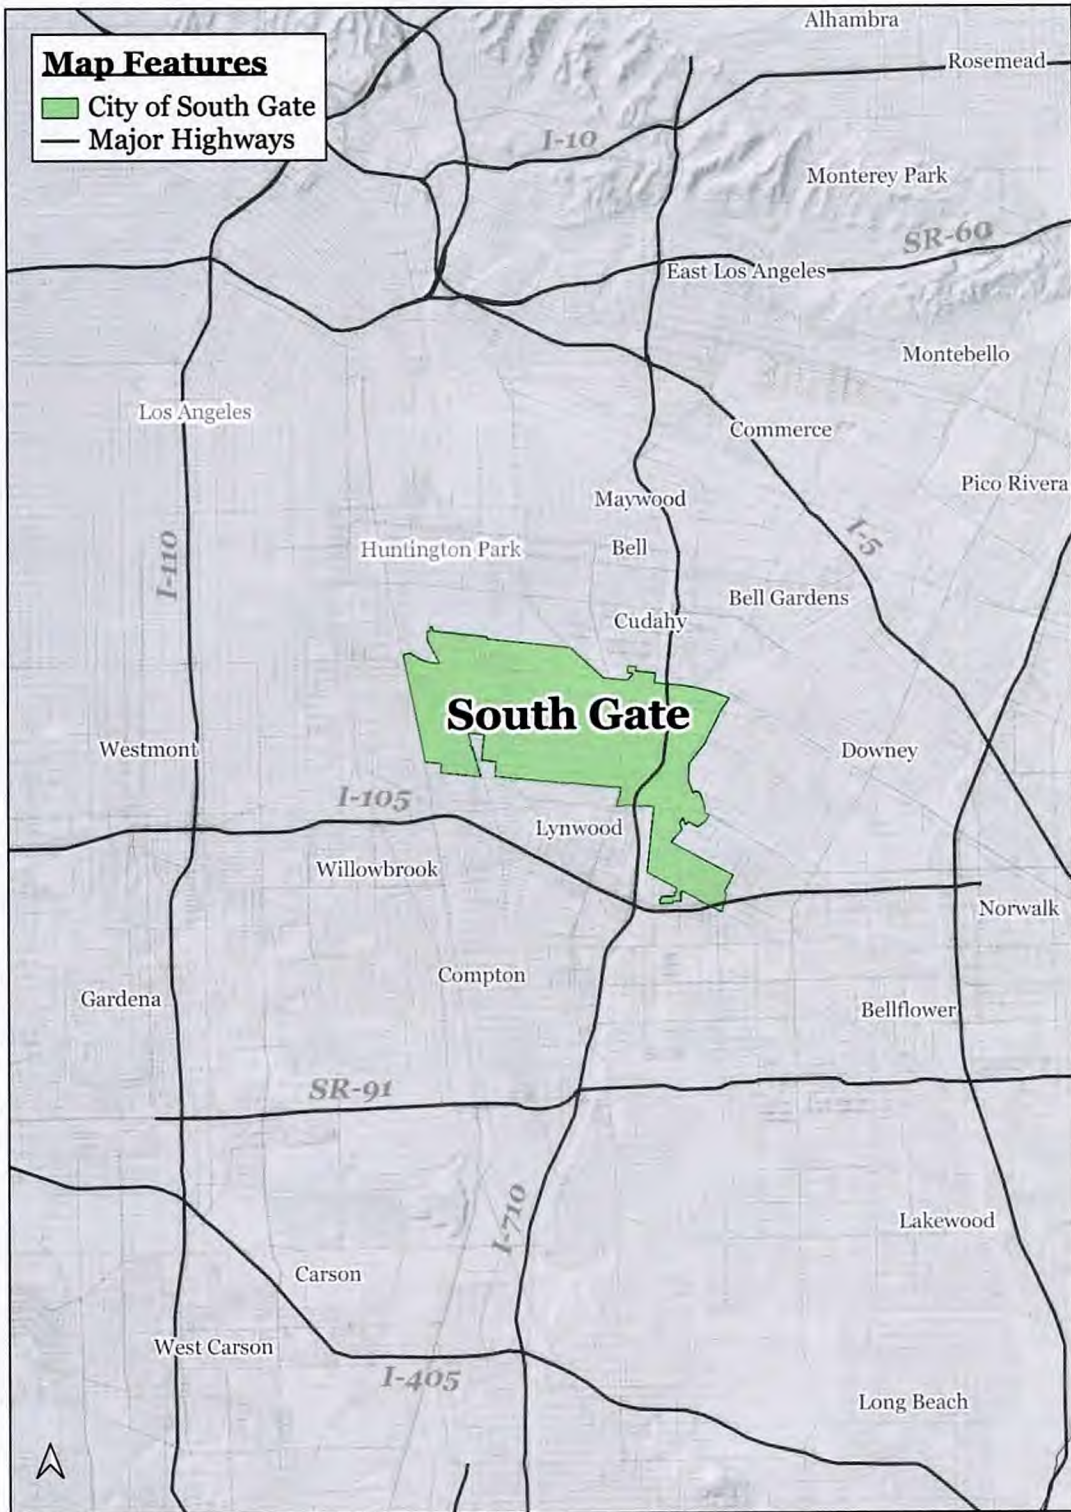 Map Features
City of South Gate
Major Highways
Alhambra
Rosemead
I-10
Monterey Park
SR-60
East Los Angeles
Montebello
Los Angeles
Commerce
Pico Rivera
Maywood
I-110
I-5
Huntington Park
Bell
Bell Gardens
Cudahy
South Gate
Westmont
Downey
I-105
Lynwood
Willowbrook
Norwalk
Compton
Gardena
Bellflower
SR-91
I-710
Lakewood
Carson
West Carson
I-405
Long Beach